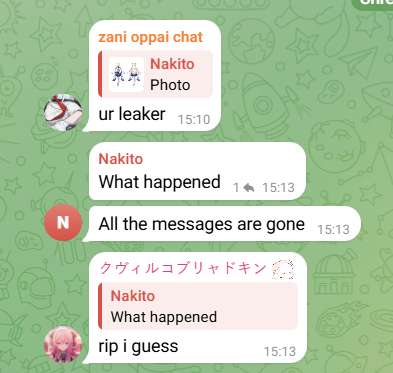 zani oppai chat
Nakito
Photo
ur leaker 15:10
Nakito
What happened 1 15:13
N
All the messages are gone 15:13
クヴィルコブリャドキン
Nakito
What happened
rip i guess 15:13